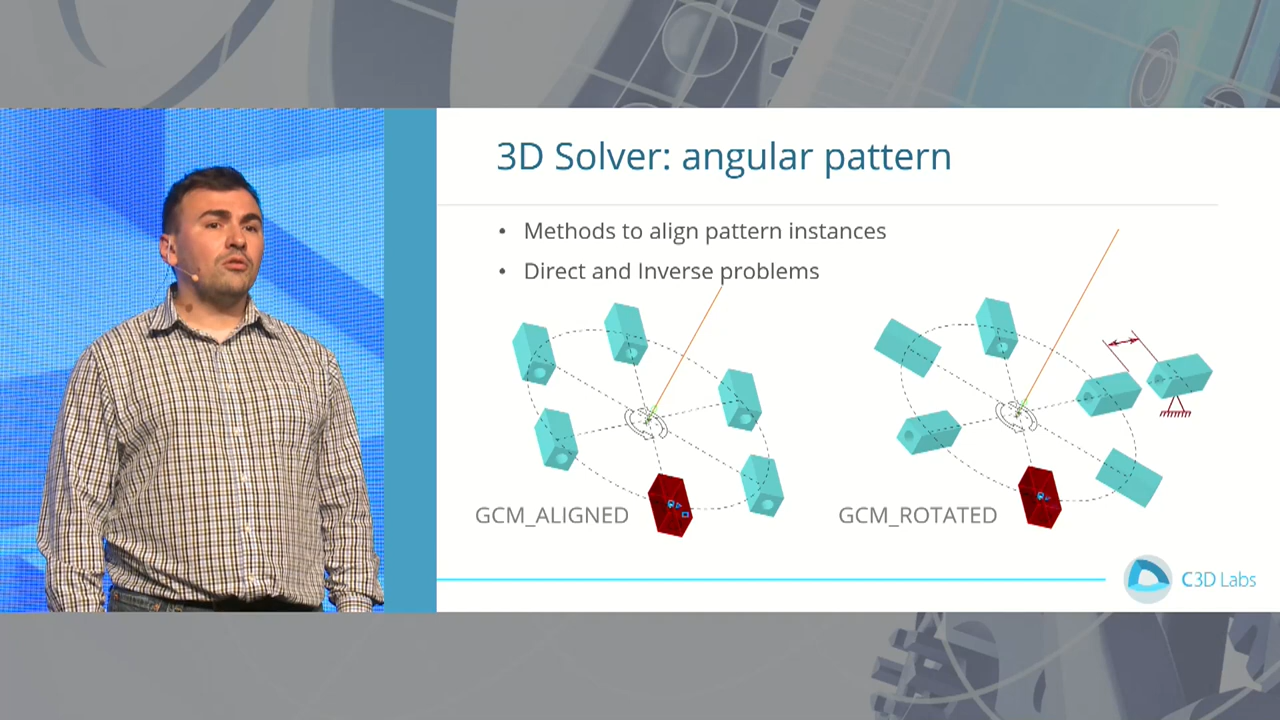 3D Solver: angular pattern
• Methods to align pattern instances
• Direct and Inverse problems
GCM_ALIGNED
GCM_ROTATED
C3D Labs